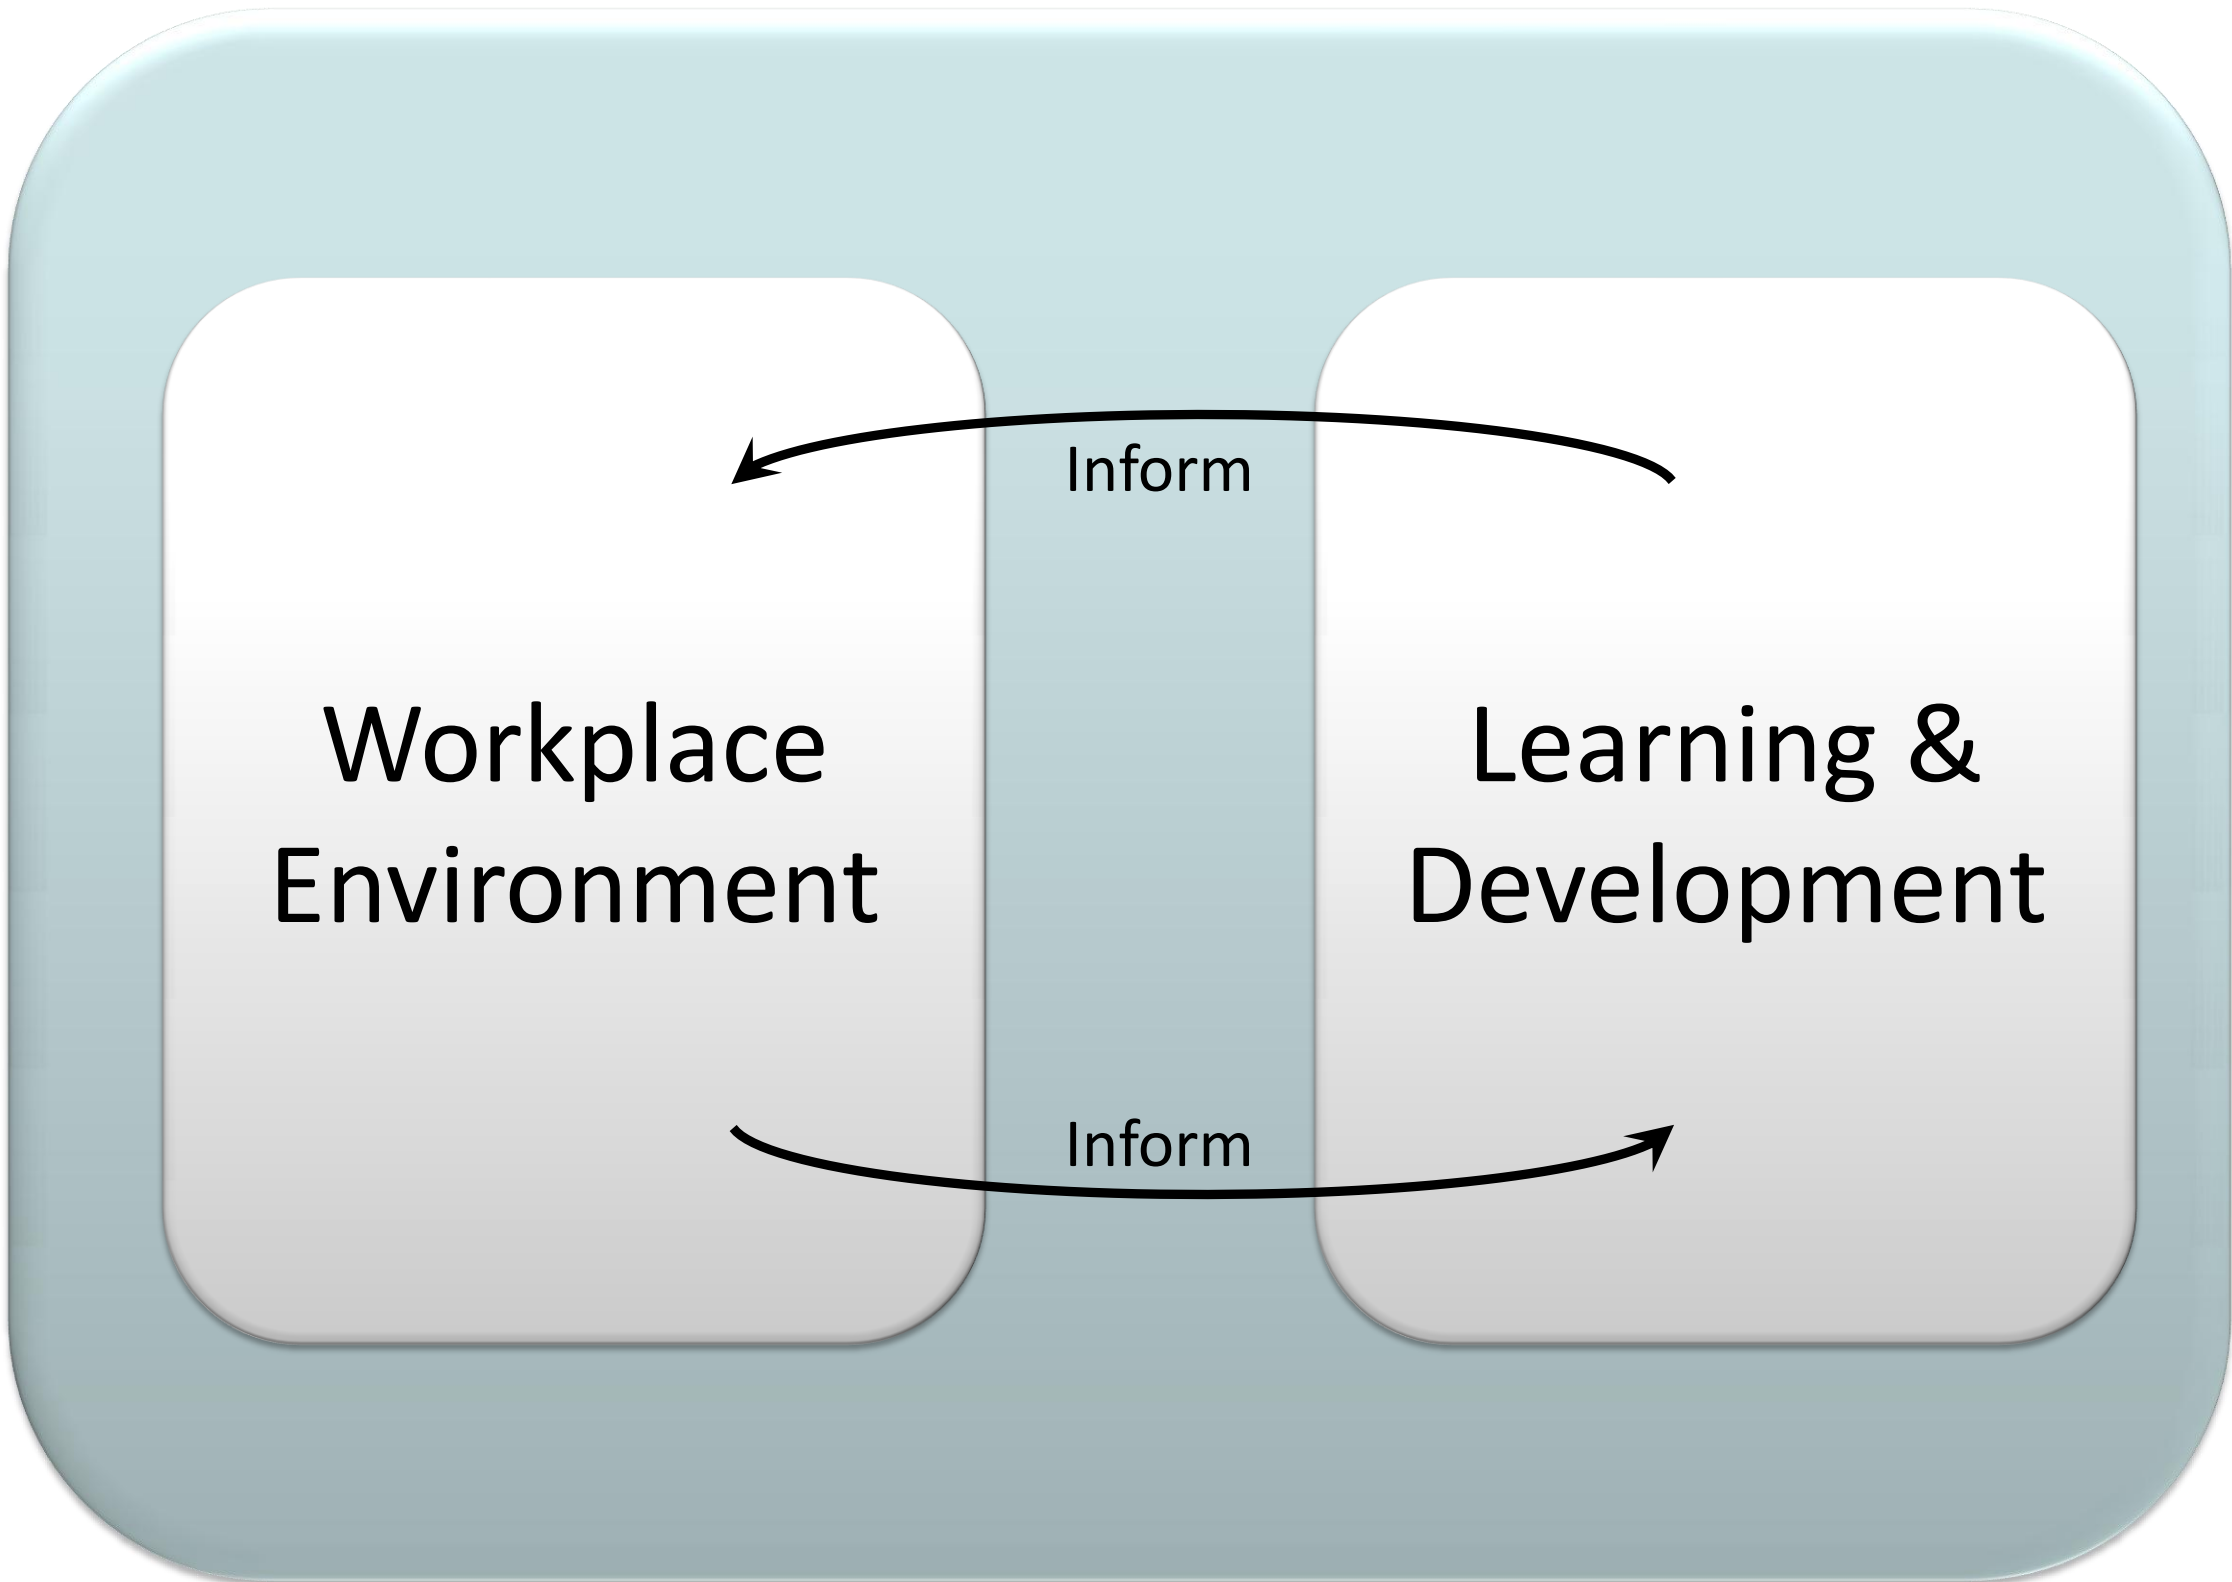 Inform
Workplace
Environment
Learning &
Development
Inform